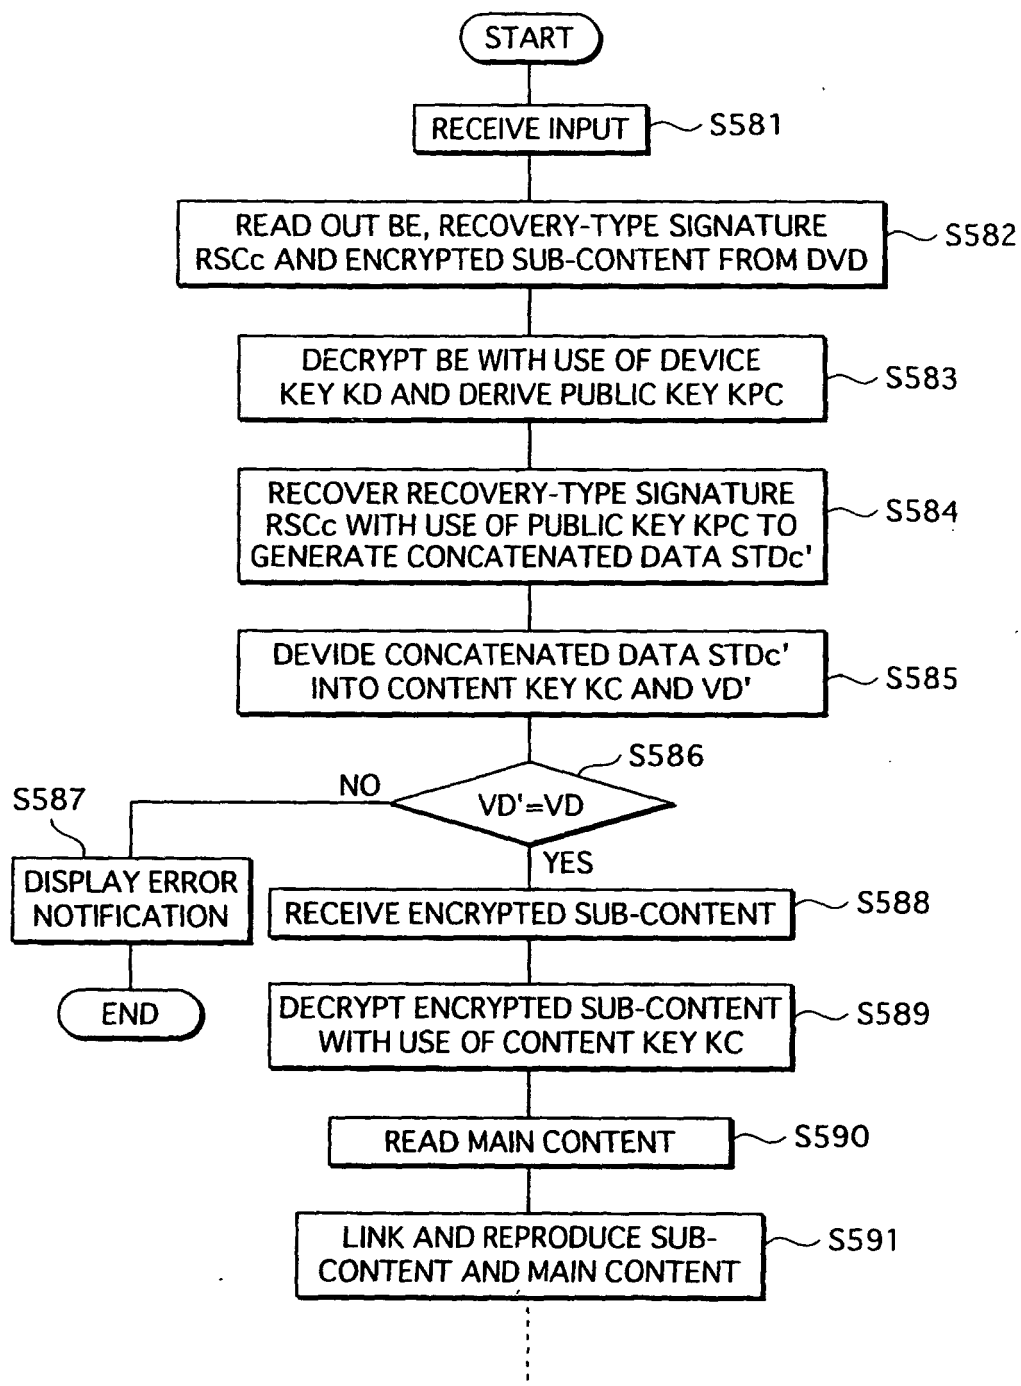 START
RECEIVE INPUT
S581
READ OUT BE, RECOVERY-TYPE SIGNATURE
RSCc AND ENCRYPTED SUB-CONTENT FROM DVD
S582
DECRYPT BE WITH USE OF DEVICE
KEY KD AND DERIVE PUBLIC KEY KPC
S583
RECOVER RECOVERY-TYPE SIGNATURE
RSCc WITH USE OF PUBLIC KEY KPC TO
GENERATE CONCATENATED DATA STDc'
S584
DEVIDE CONCATENATED DATA STDc'
INTO CONTENT KEY KC AND VD'
S585
S586
VD'=VD
NO
S587
DISPLAY ERROR
NOTIFICATION
END
YES
RECEIVE ENCRYPTED SUB-CONTENT
S588
DECRYPT ENCRYPTED SUB-CONTENT
WITH USE OF CONTENT KEY KC
S589
READ MAIN CONTENT
S590
LINK AND REPRODUCE SUB-
CONTENT AND MAIN CONTENT
S591